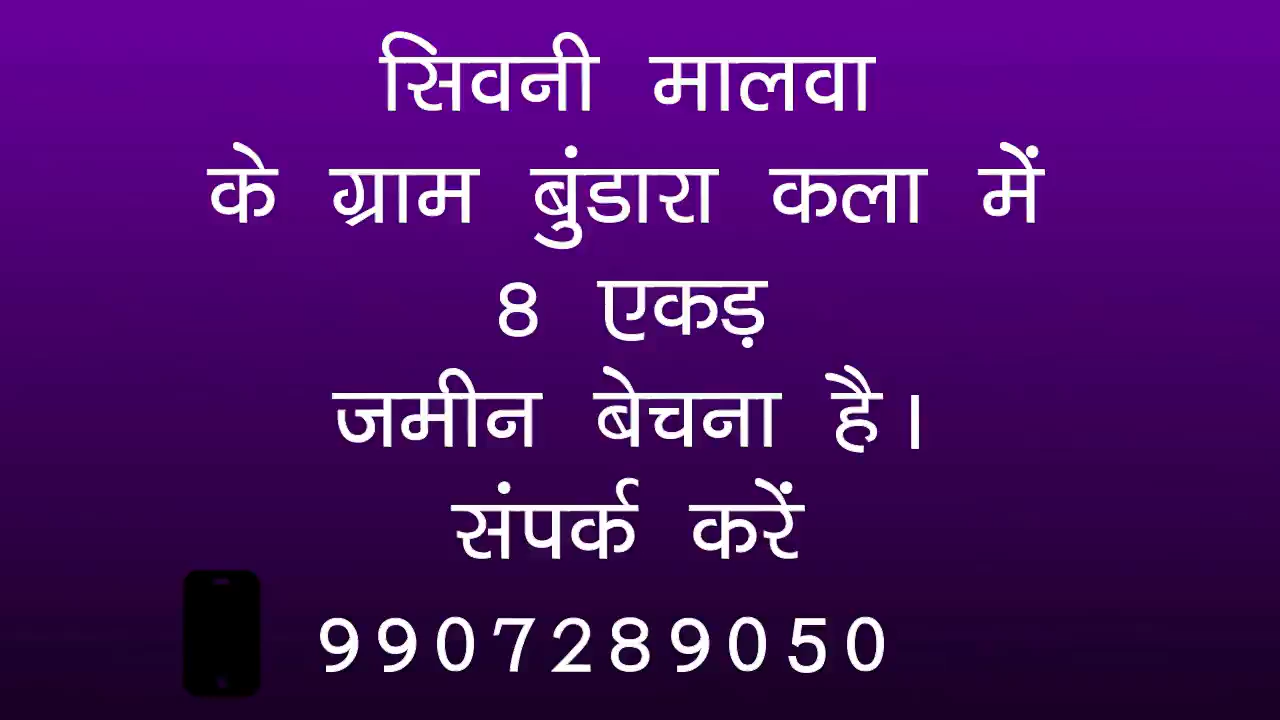 सिवनी मालवा
के ग्राम बुंडारा कला में
8 एकड़
जमीन बेचना है।
संपर्क करें
9907289050